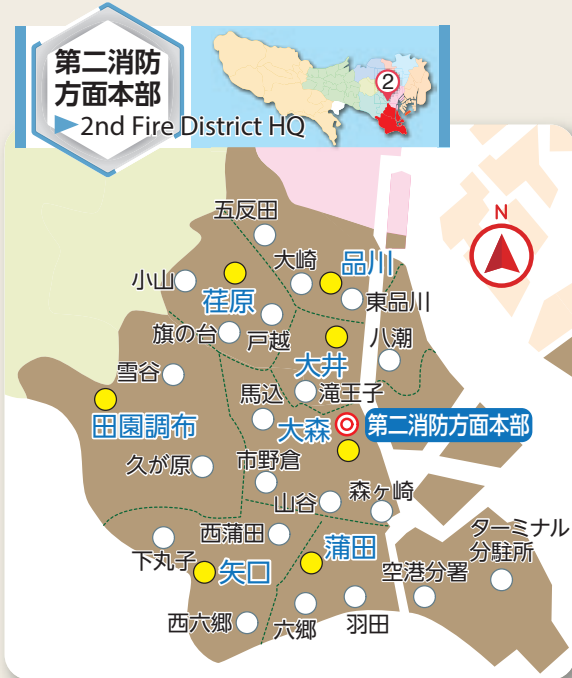 第二消防
方面本部
2nd Fire District HQ
2
N
五反田
大崎
品川
小山
荏原
東品川
旗の台
戸越
八潮
大井
雪谷
馬込
滝王子
田園調布
大森
第二消防方面本部
久が原
市野倉
山谷
森ヶ崎
西蒲田
ターミナル
分駐所
下丸子
矢口
蒲田
空港分署
西六郷
六郷
羽田